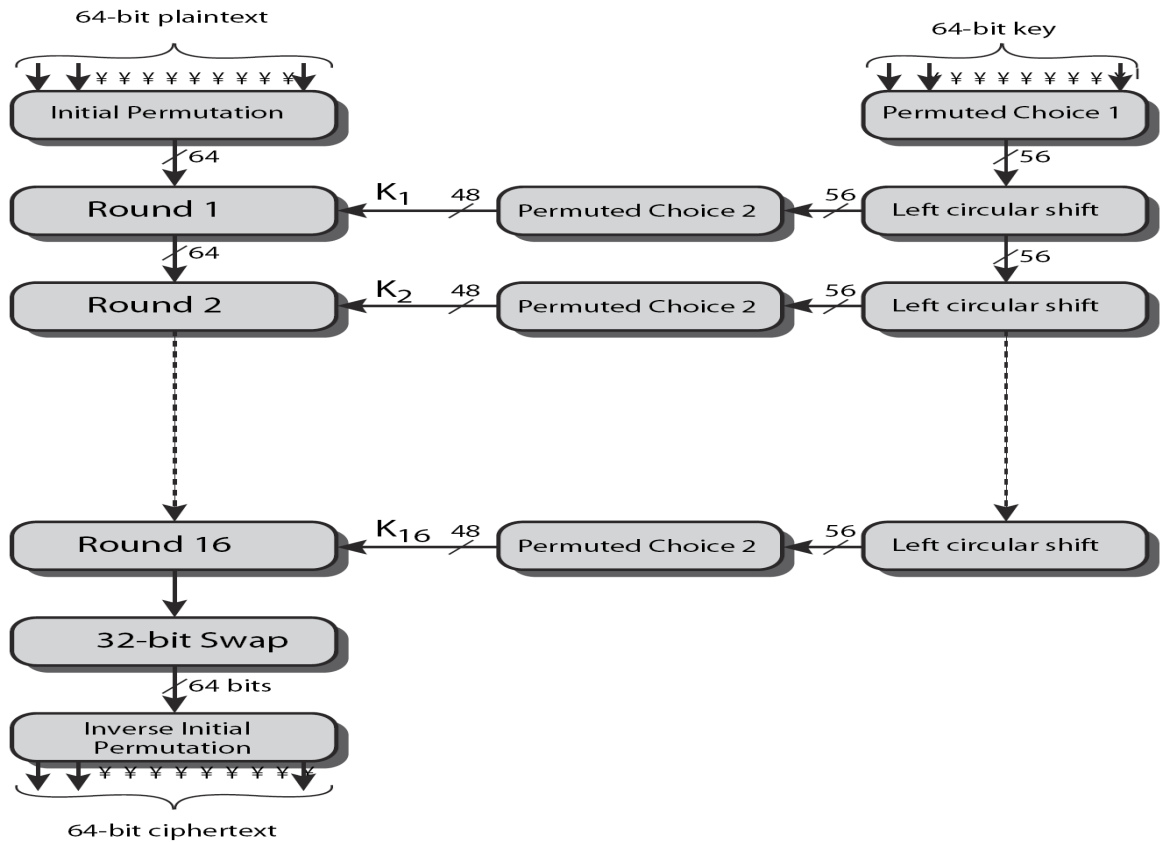 64-bit plaintext
64-bit key
¥ ¥ ¥ ¥ ¥ ¥ ¥ ¥ ¥
¥ ¥ ¥ ¥ ¥ ¥ ¥ ¥
Initial Permutation
Permuted Choice 1
64
56
Round 1
K1
48
Permuted Choice 2
56
Left circular shift
64
56
Round 2
K2
48
Permuted Choice 2
56
Left circular shift
Round 16
K16
48
Permuted Choice 2
56
Left circular shift
32-bit Swap
64 bits
Inverse Initial
Permutation
¥ ¥ ¥ ¥ ¥ ¥ ¥ ¥ ¥
64-bit ciphertext